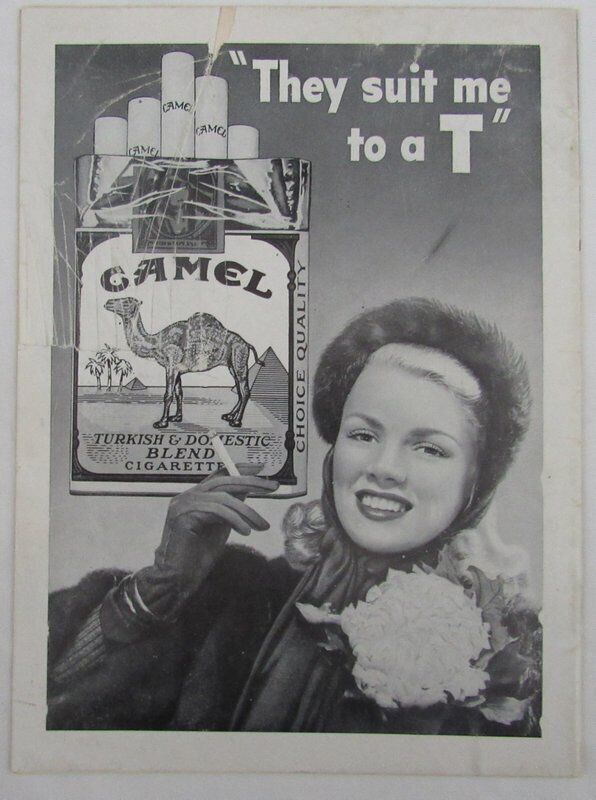 "They suit me
to a T"
CAMEL
CAMEL
CAMEL
CAMEL
CHOICE QUALITY
TURKISH & DOMESTIC
BLEND
CIGARETTES